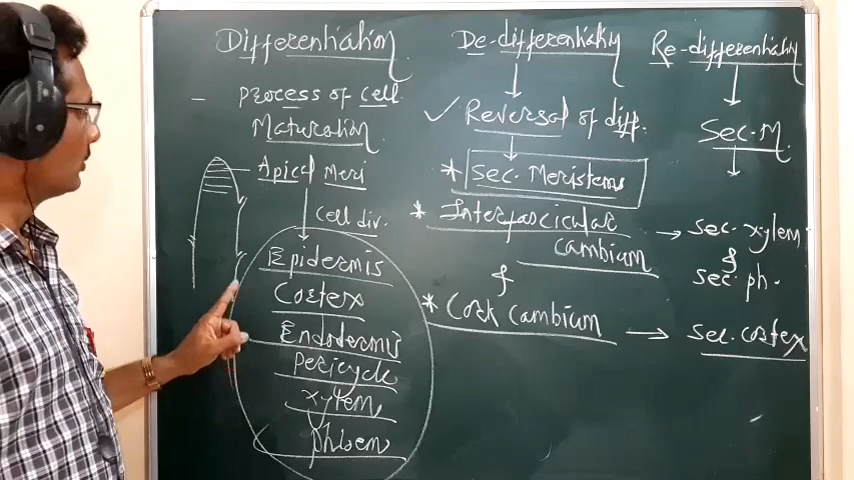 Differentiation
- Process of cell
Maturation
Apical Meri
Cell div.
Epidermis
Cortex
Endodermis
Pericycle
xylem
Phloem
De-differentiation
✓ Reversal of diff.
* Sec. Meristems
* Interfascicular
cambium
&
* Cork cambium
Re-differentiation
Sec. M.
→ Sec. xylem
&
Sec. ph.
→ Sec. cortex